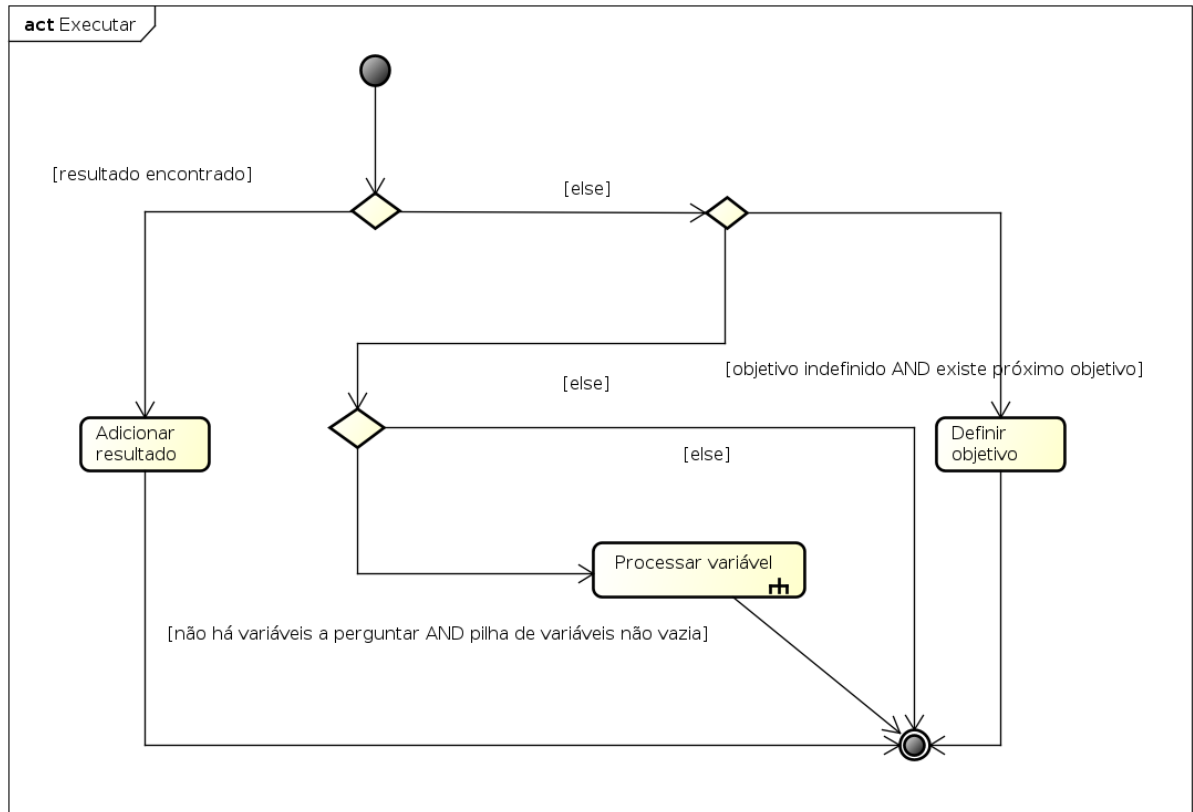 act Executar
[resultado encontrado]
[else]
[else]
[objetivo indefinido AND existe próximo objetivo]
Adicionar
resultado
Definir
objetivo
[else]
Processar variável
[não há variáveis a perguntar AND pilha de variáveis não vazia]